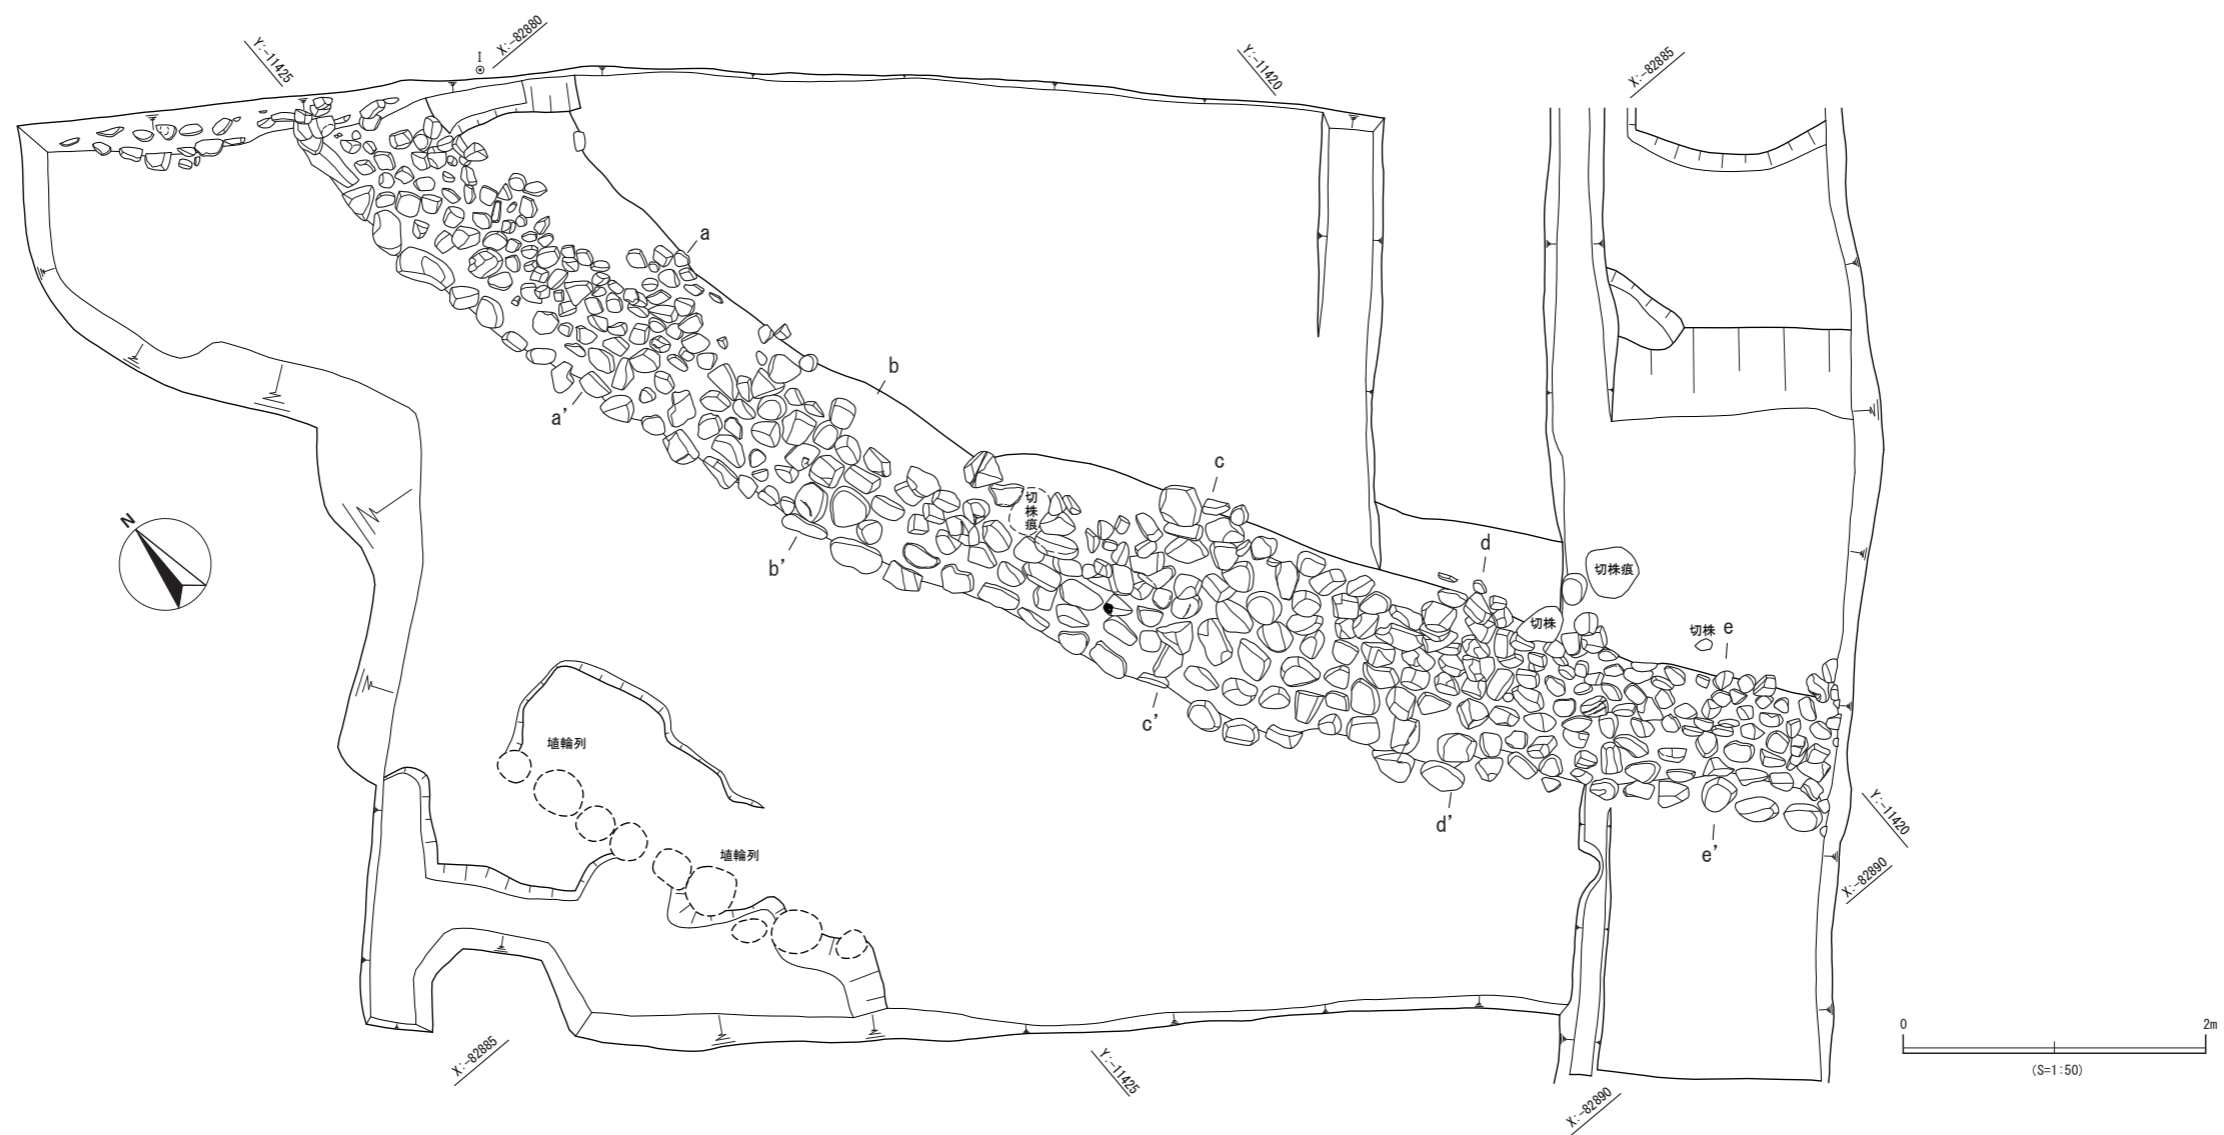 Y:-11425
I
X:-82880
Y:-11420
X:-82885
a
b
a’
c
切株痕
b’
d
切株痕
切株
切株
e
N
c’
埴輪列
d’
埴輪列
e’
Y:-11420
X:-82890
X:-82885
Y:-11425
X:-82890
0
2m
(S=1:50)